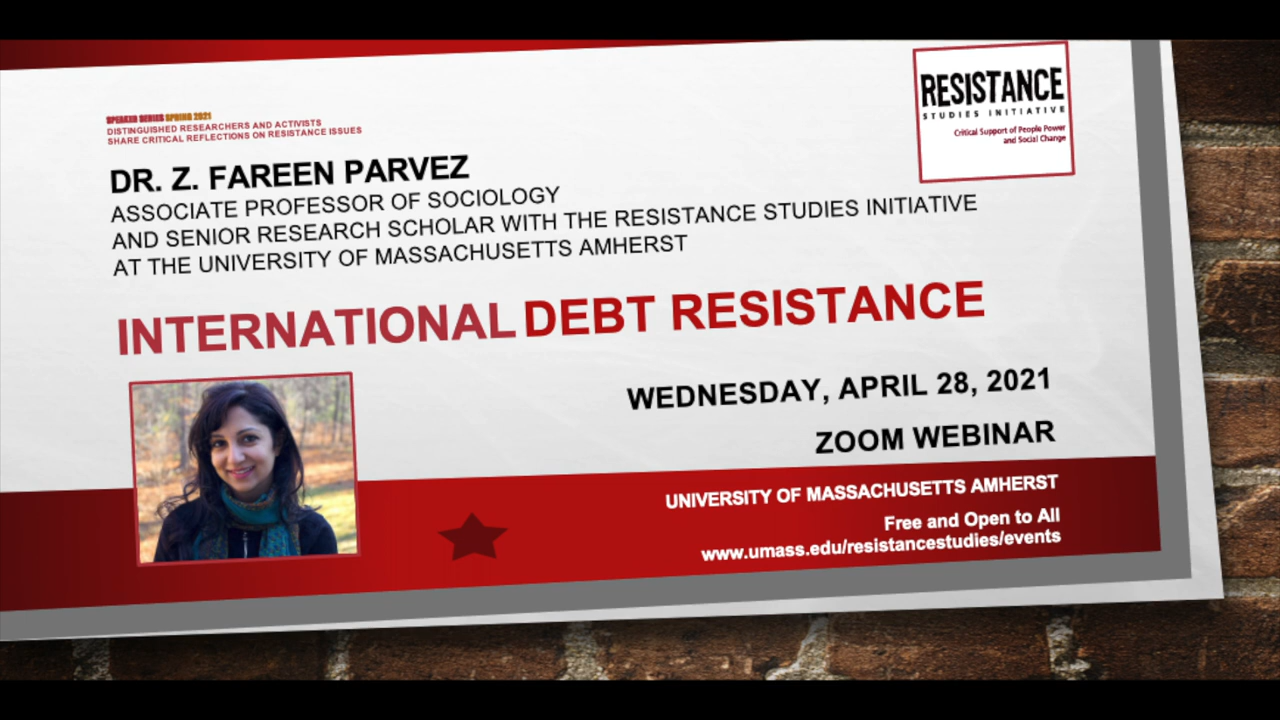 SPEAKER SERIES SPRING 2021
DISTINGUISHED RESEARCHERS AND ACTIVISTS
SHARE CRITICAL REFLECTIONS ON RESISTANCE ISSUES
RESISTANCE
STUDIES INITIATIVE
Critical Support of People Power
and Social Change
DR. Z. FAREEN PARVEZ
ASSOCIATE PROFESSOR OF SOCIOLOGY
AND SENIOR RESEARCH SCHOLAR WITH THE RESISTANCE STUDIES INITIATIVE
AT THE UNIVERSITY OF MASSACHUSETTS AMHERST
INTERNATIONAL DEBT RESISTANCE
WEDNESDAY, APRIL 28, 2021
ZOOM WEBINAR
UNIVERSITY OF MASSACHUSETTS AMHERST
Free and Open to All
www.umass.edu/resistancestudies/events